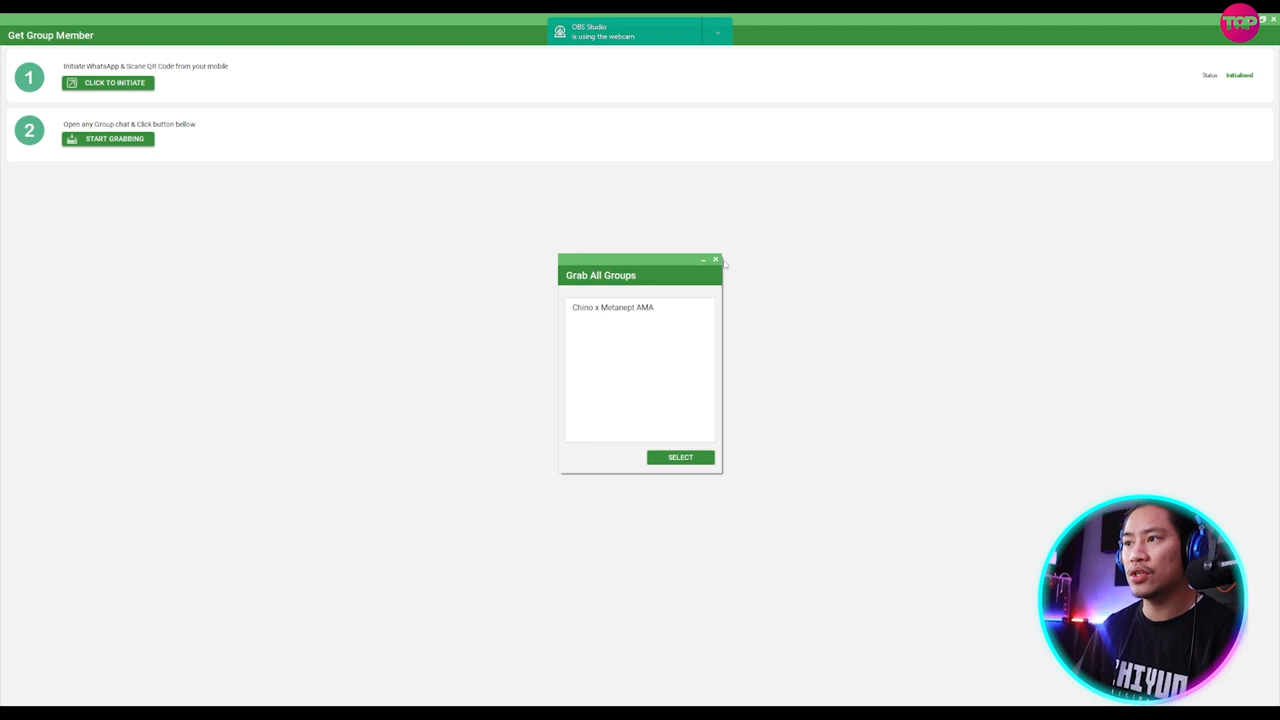 TOP
OBS Studio
is using the webcam
Get Group Member
1
Initiate WhatsApp & Scane QR Code from your mobile
CLICK TO INITIATE
Status
Initialised
2
Open any Group chat & Click button bellow
START GRABBING
Grab All Groups
Chino x Metanept AMA
SELECT